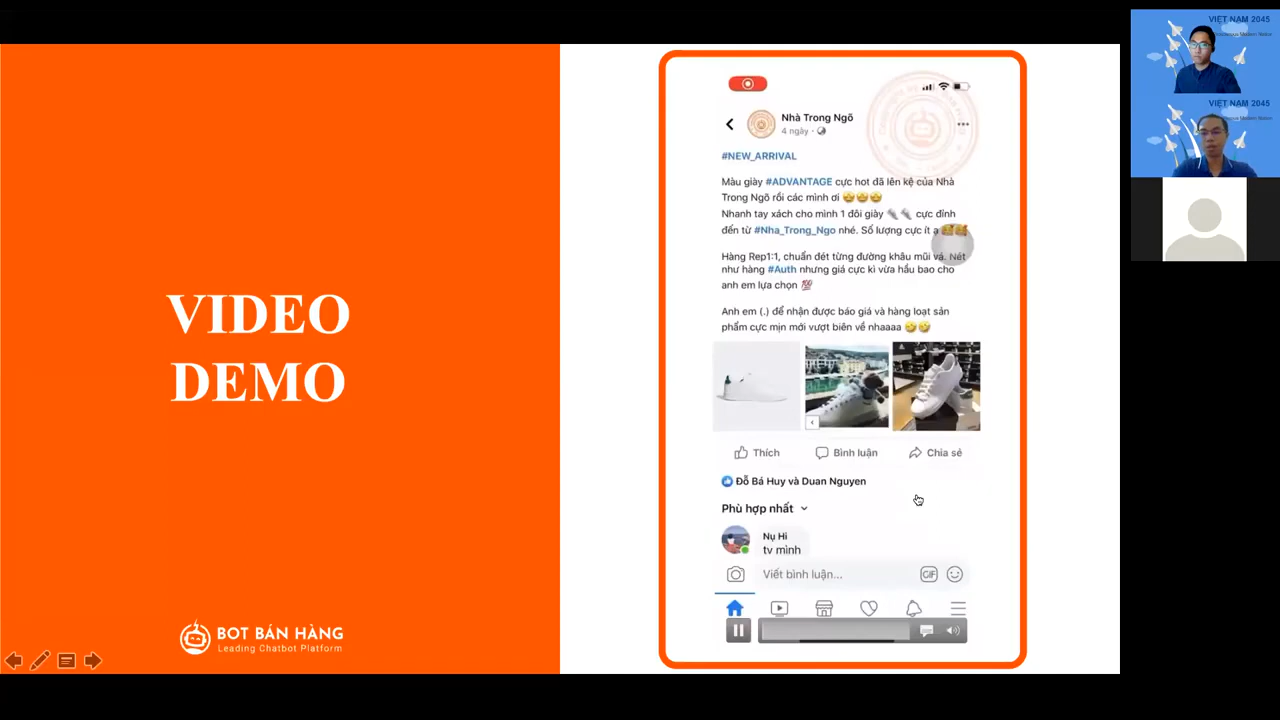 VIDEO
DEMO
BOT BÁN HÀNG
Leading Chatbot Platform
Nhà Trong Ngõ
4 ngày
#NEW_ARRIVAL
Màu giày #ADVANTAGE cực hot đã lên kệ của Nhà
Trong Ngõ rồi các mình ơi 🤩🤩🤩
Nhanh tay xách cho mình 1 đôi giày 👟👟 cực đỉnh
đến từ #Nha_Trong_Ngo nhé. Số lượng cực ít ạ 🥰🥰
Hàng Rep1:1, chuẩn đét từng đường khâu mũi vá. Nét
như hàng #Auth nhưng giá cực kì vừa hầu bao cho
anh em lựa chọn 💯
Anh em (.) để nhận được báo giá và hàng loạt sản
phẩm cực mịn mới vượt biên về nhaaaa 🤣🤣
Thích
Bình luận
Chia sẻ
Đỗ Bá Huy và Duan Nguyen
Phù hợp nhất
Nụ Hi
tv mình
Viết bình luận...
GIF
VIỆT NAM 2045
VIỆT NAM 2045